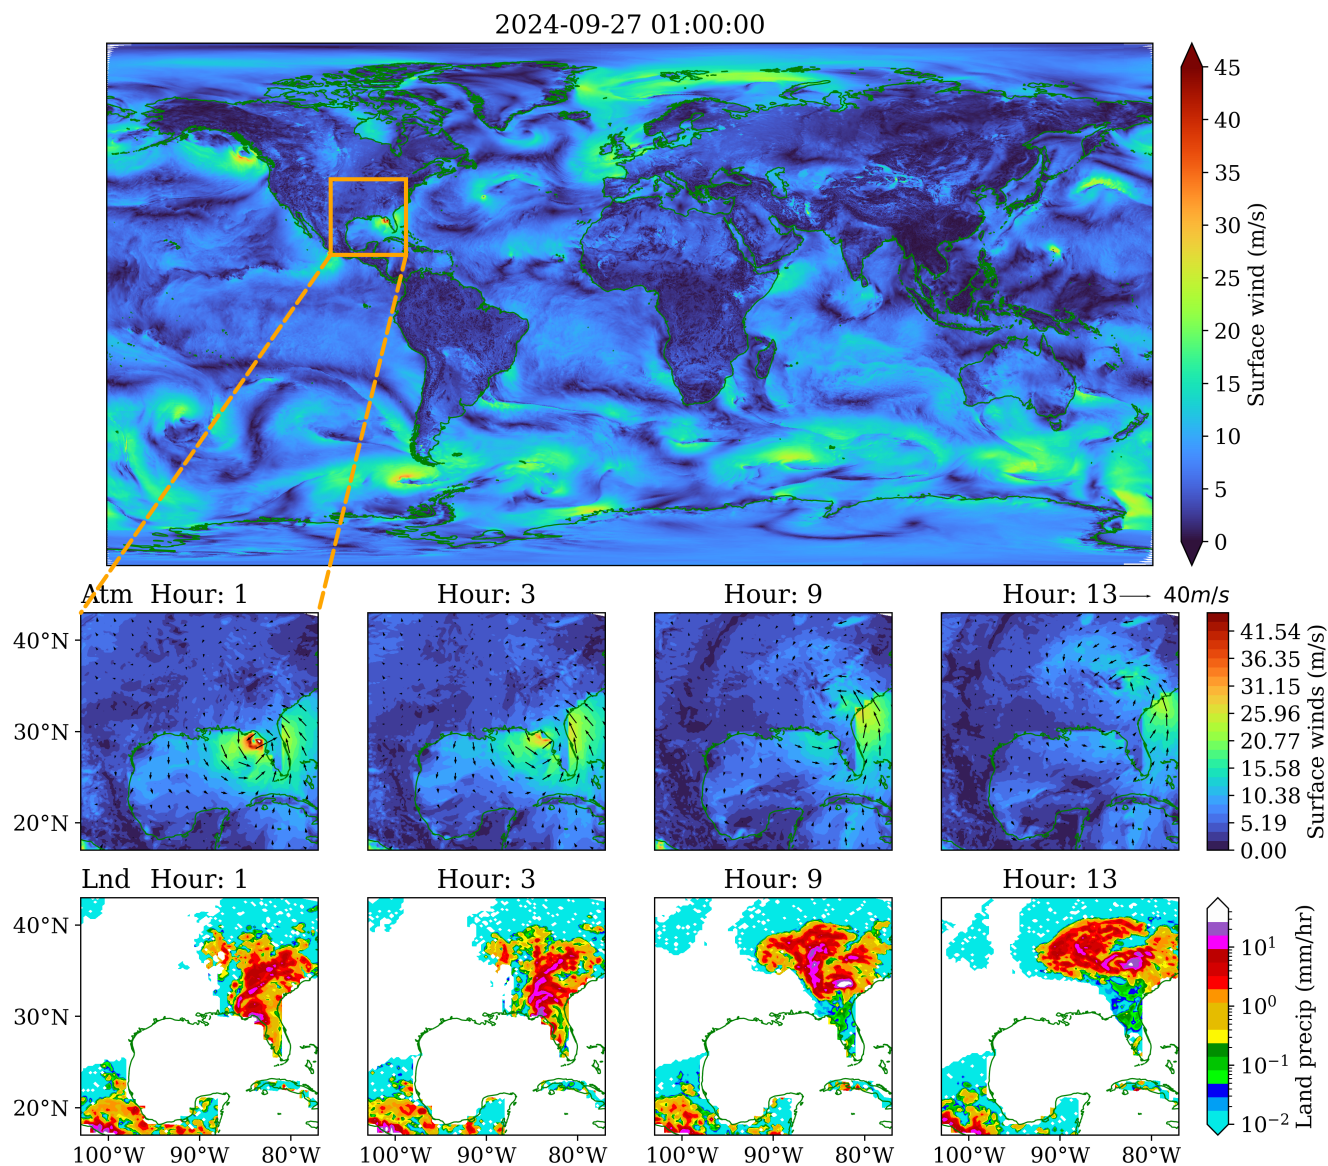 2024-09-27 01:00:00
45
40
35
30
25
20
15
10
5
0
Surface wind (m/s)
Atm Hour: 1
Hour: 3
Hour: 9
Hour: 13
40m/s
40°N
30°N
20°N
41.54
36.35
31.15
25.96
20.77
15.58
10.38
5.19
0.00
Surface winds (m/s)
Lnd Hour: 1
Hour: 3
Hour: 9
Hour: 13
40°N
30°N
20°N
10¹
10⁰
10⁻¹
10⁻²
Land precip (mm/hr)
100°W 90°W 80°W
100°W 90°W 80°W
100°W 90°W 80°W
100°W 90°W 80°W